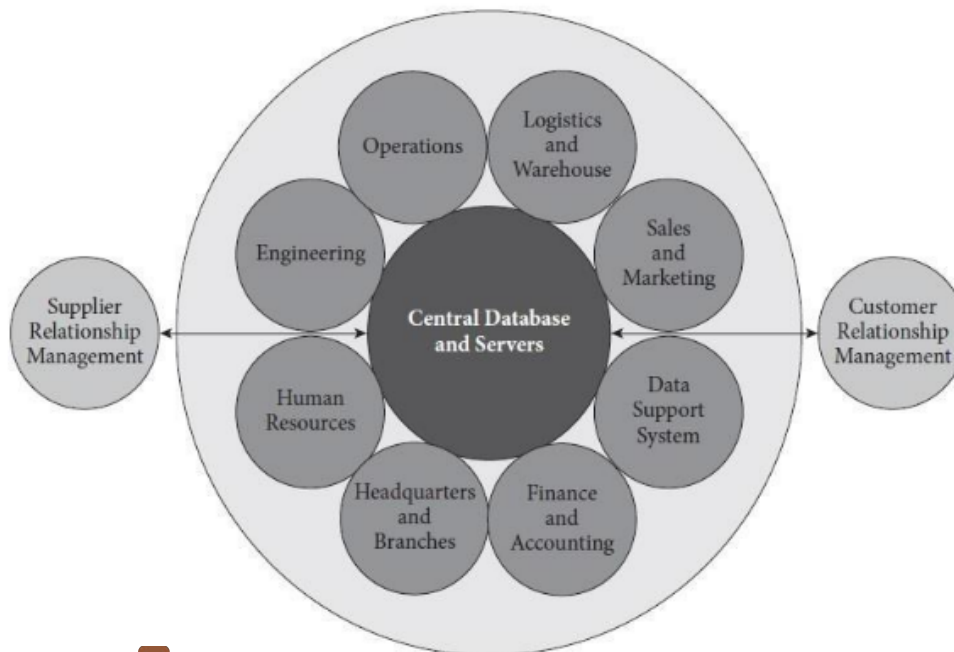 Operations
Logistics
and
Warehouse
Engineering
Sales
and
Marketing
Supplier
Relationship
Management
Central Database
and Servers
Customer
Relationship
Management
Human
Resources
Data
Support
System
Headquarters
and
Branches
Finance
and
Accounting